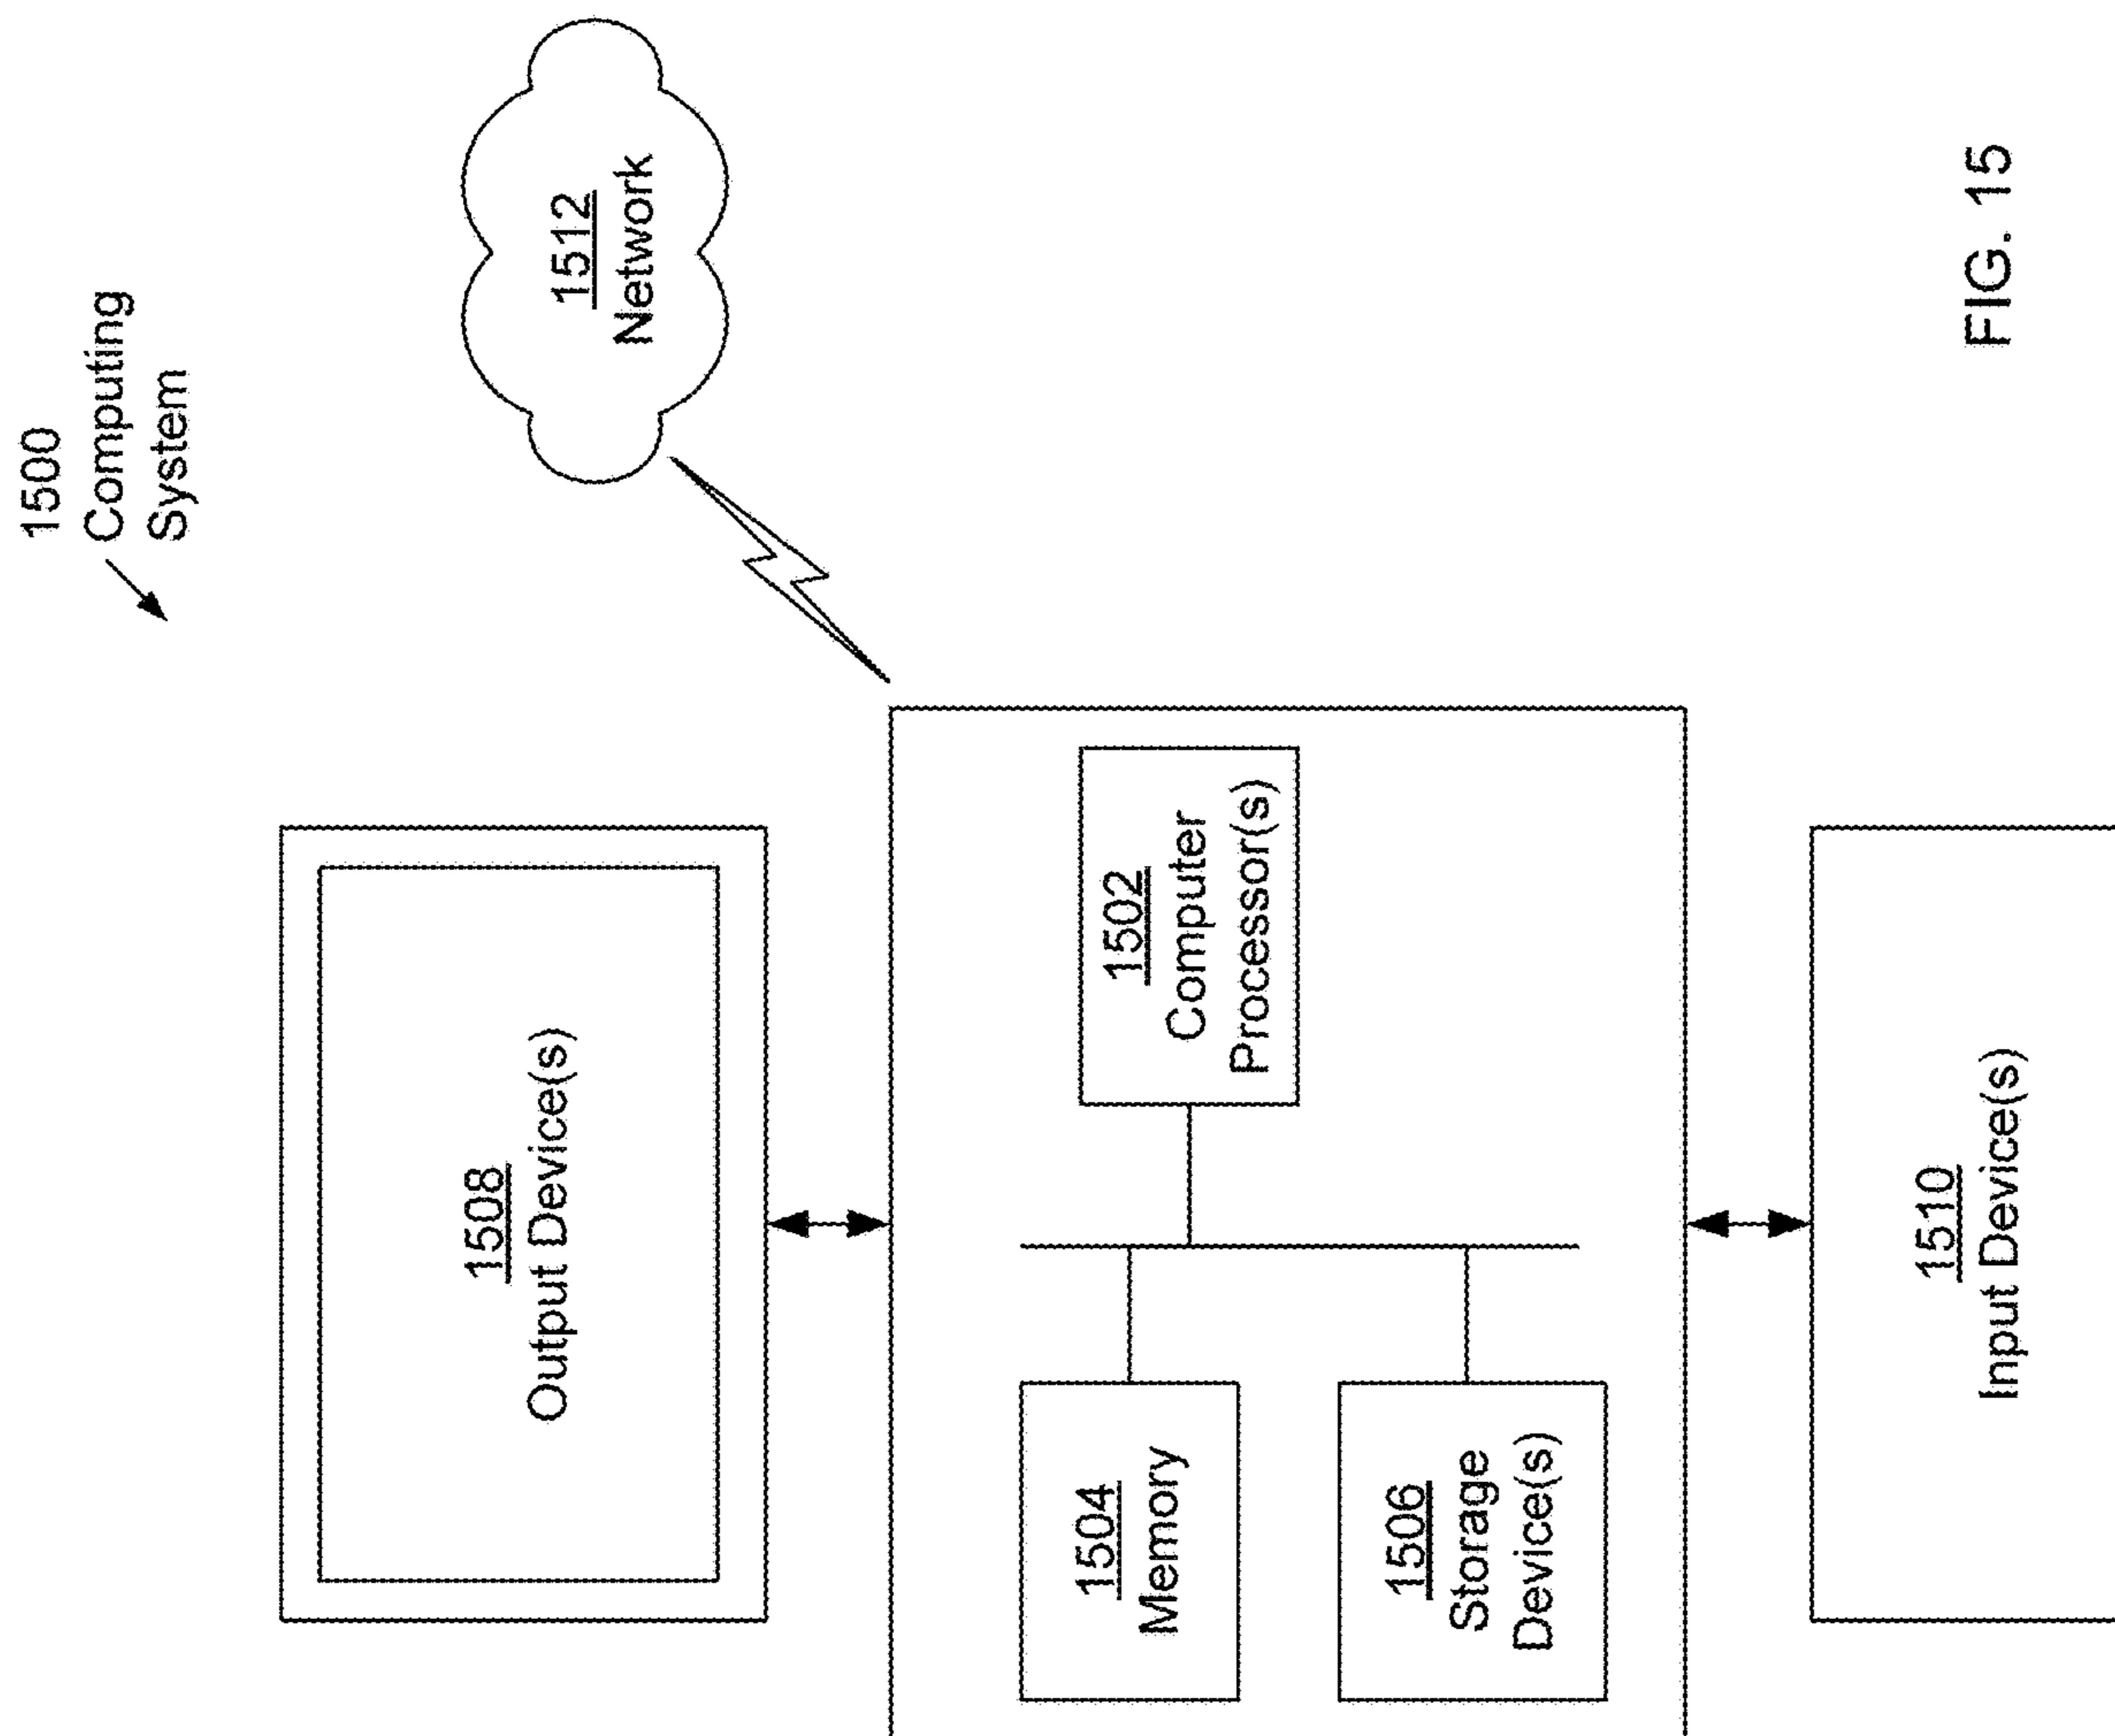 1500
Computing
System
1512
Network
1508
Output Device(s)
1502
Computer
Processor(s)
1504
Memory
1506
Storage
Device(s)
1510
Input Device(s)
FIG. 15